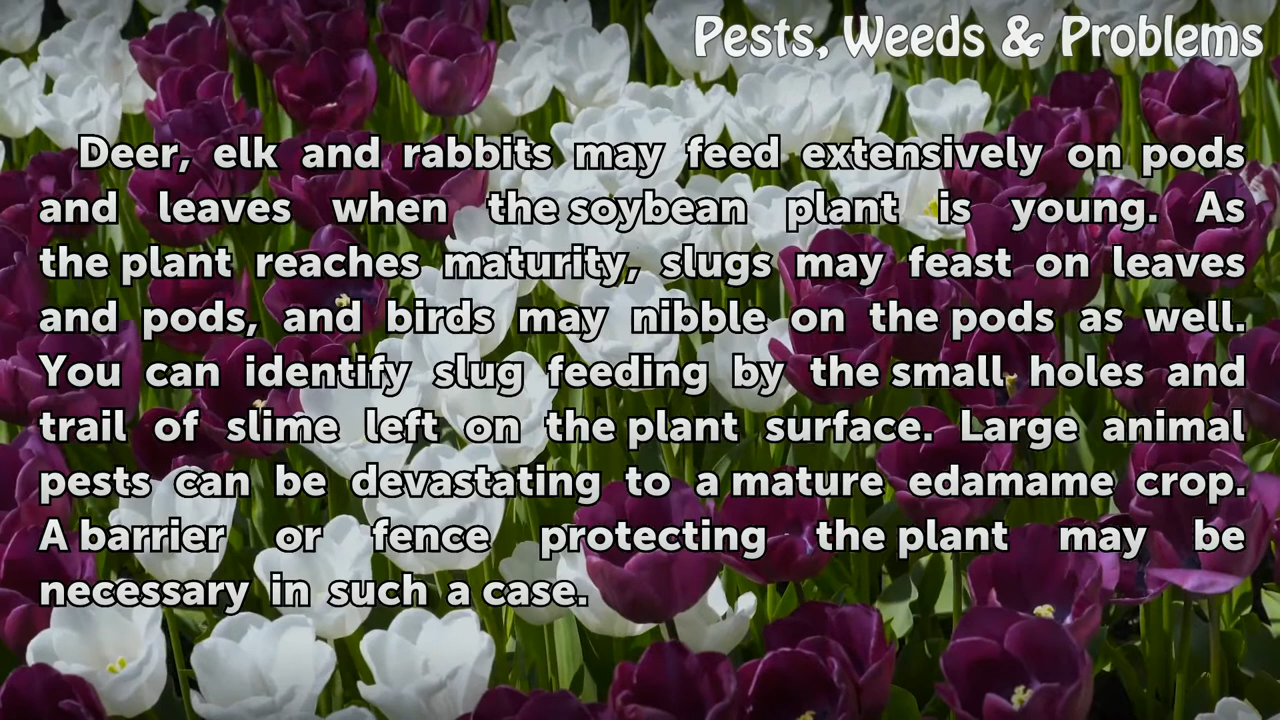 Pests, Weeds & Problems
Deer, elk and rabbits may feed extensively on pods
and leaves when the soybean plant is young. As
the plant reaches maturity, slugs may feast on leaves
and pods, and birds may nibble on the pods as well.
You can identify slug feeding by the small holes and
trail of slime left on the plant surface. Large animal
pests can be devastating to a mature edamame crop.
A barrier or fence protecting the plant may be
necessary in such a case.